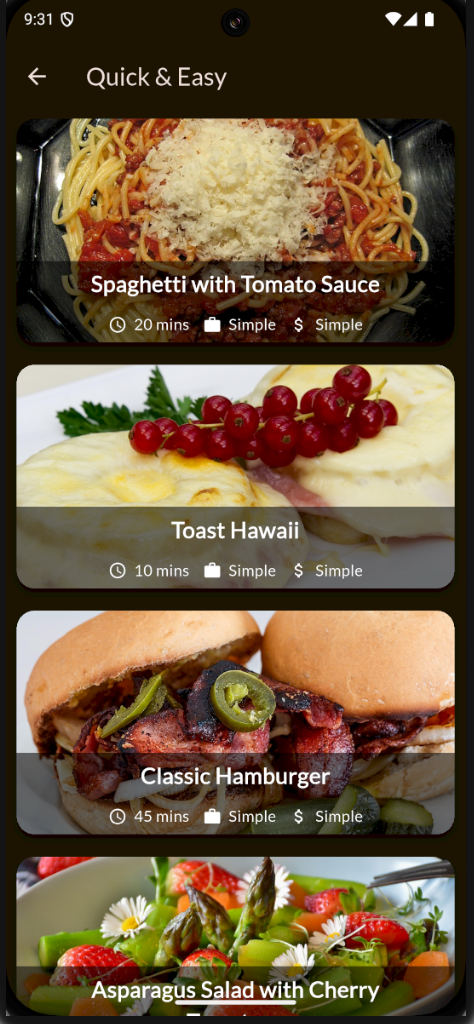 9:31
Quick & Easy
Spaghetti with Tomato Sauce
20 mins Simple $ Simple
Toast Hawaii
10 mins Simple $ Simple
Classic Hamburger
45 mins Simple $ Simple
Asparagus Salad with Cherry